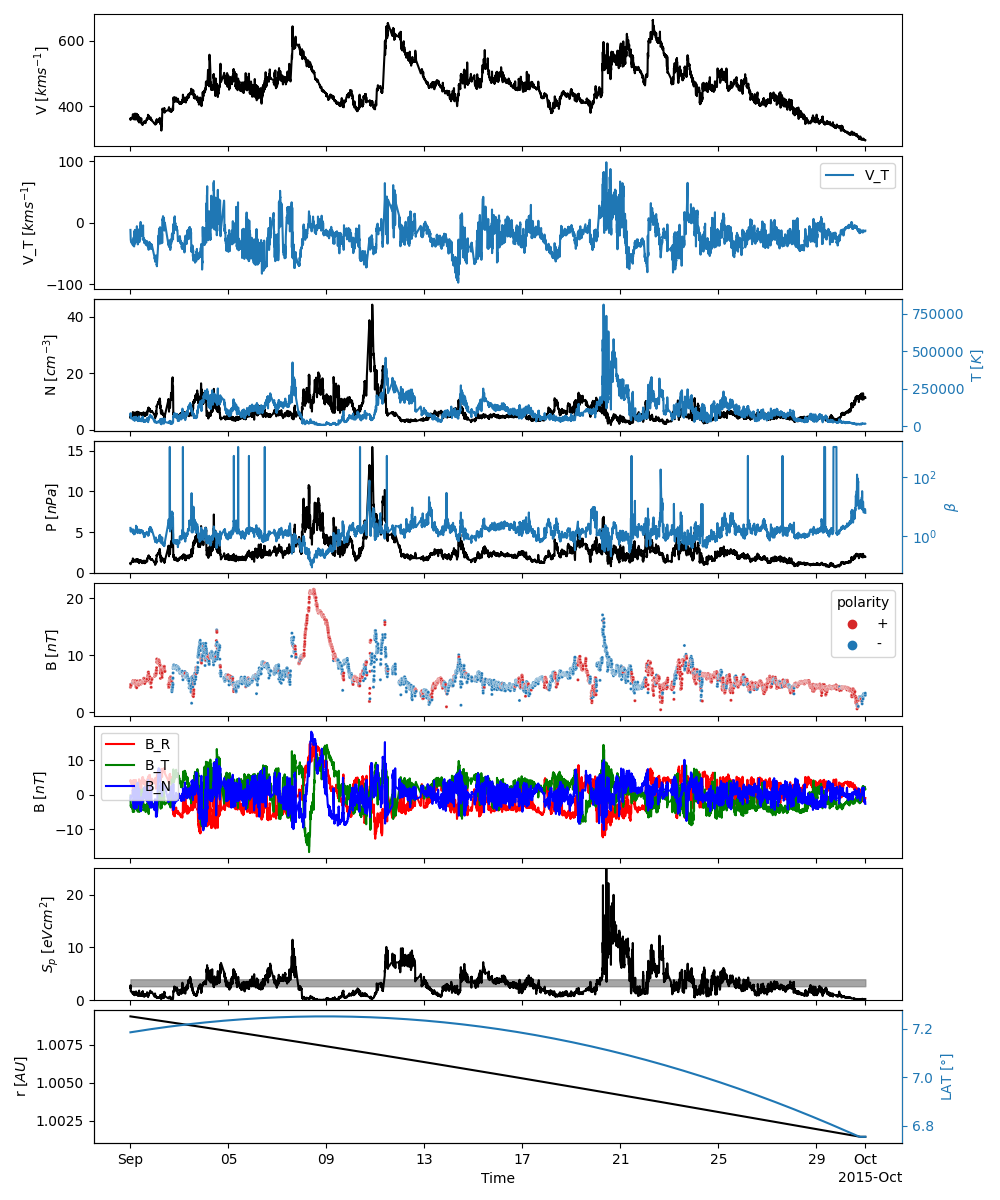 600
400
V [kms⁻¹]
100
0
−100
V_T [kms⁻¹]
V_T
40
20
0
N [cm⁻³]
750000
500000
250000
0
T [K]
15
10
5
0
P [nPa]
10²
10⁰
β
20
10
0
B [nT]
polarity
+
-
10
0
−10
B [nT]
B_R
B_T
B_N
20
10
0
Sₚ [eVcm²]
1.0075
1.0050
1.0025
r [AU]
7.2
7.0
6.8
LAT [°]
Sep 05 09 13 17 21 25 29 Oct
Time
2015-Oct